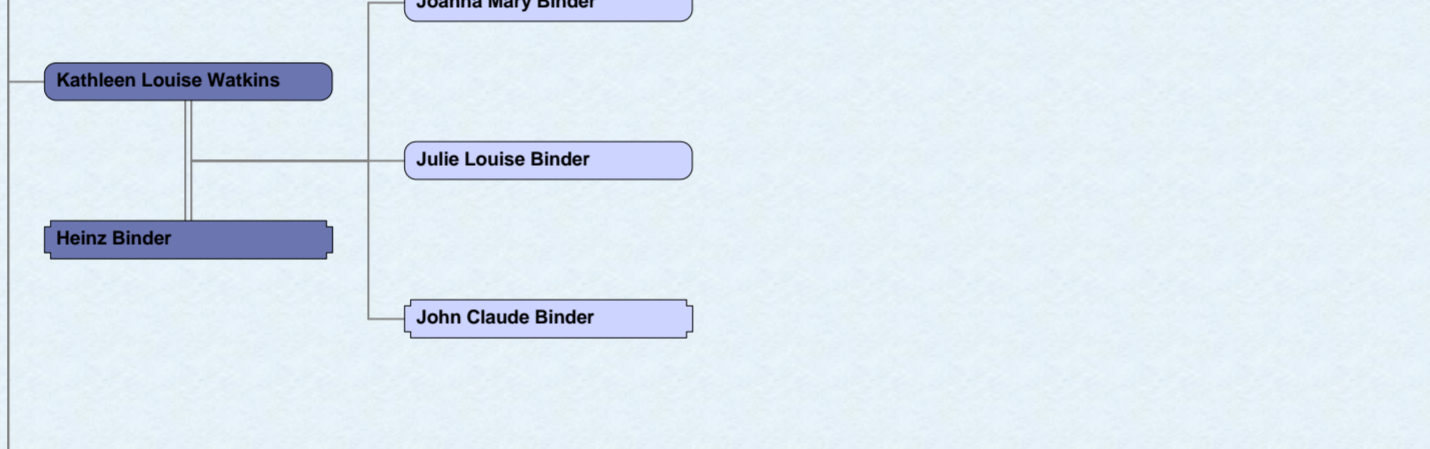 Joanna Mary Binder
Kathleen Louise Watkins
Julie Louise Binder
Heinz Binder
John Claude Binder